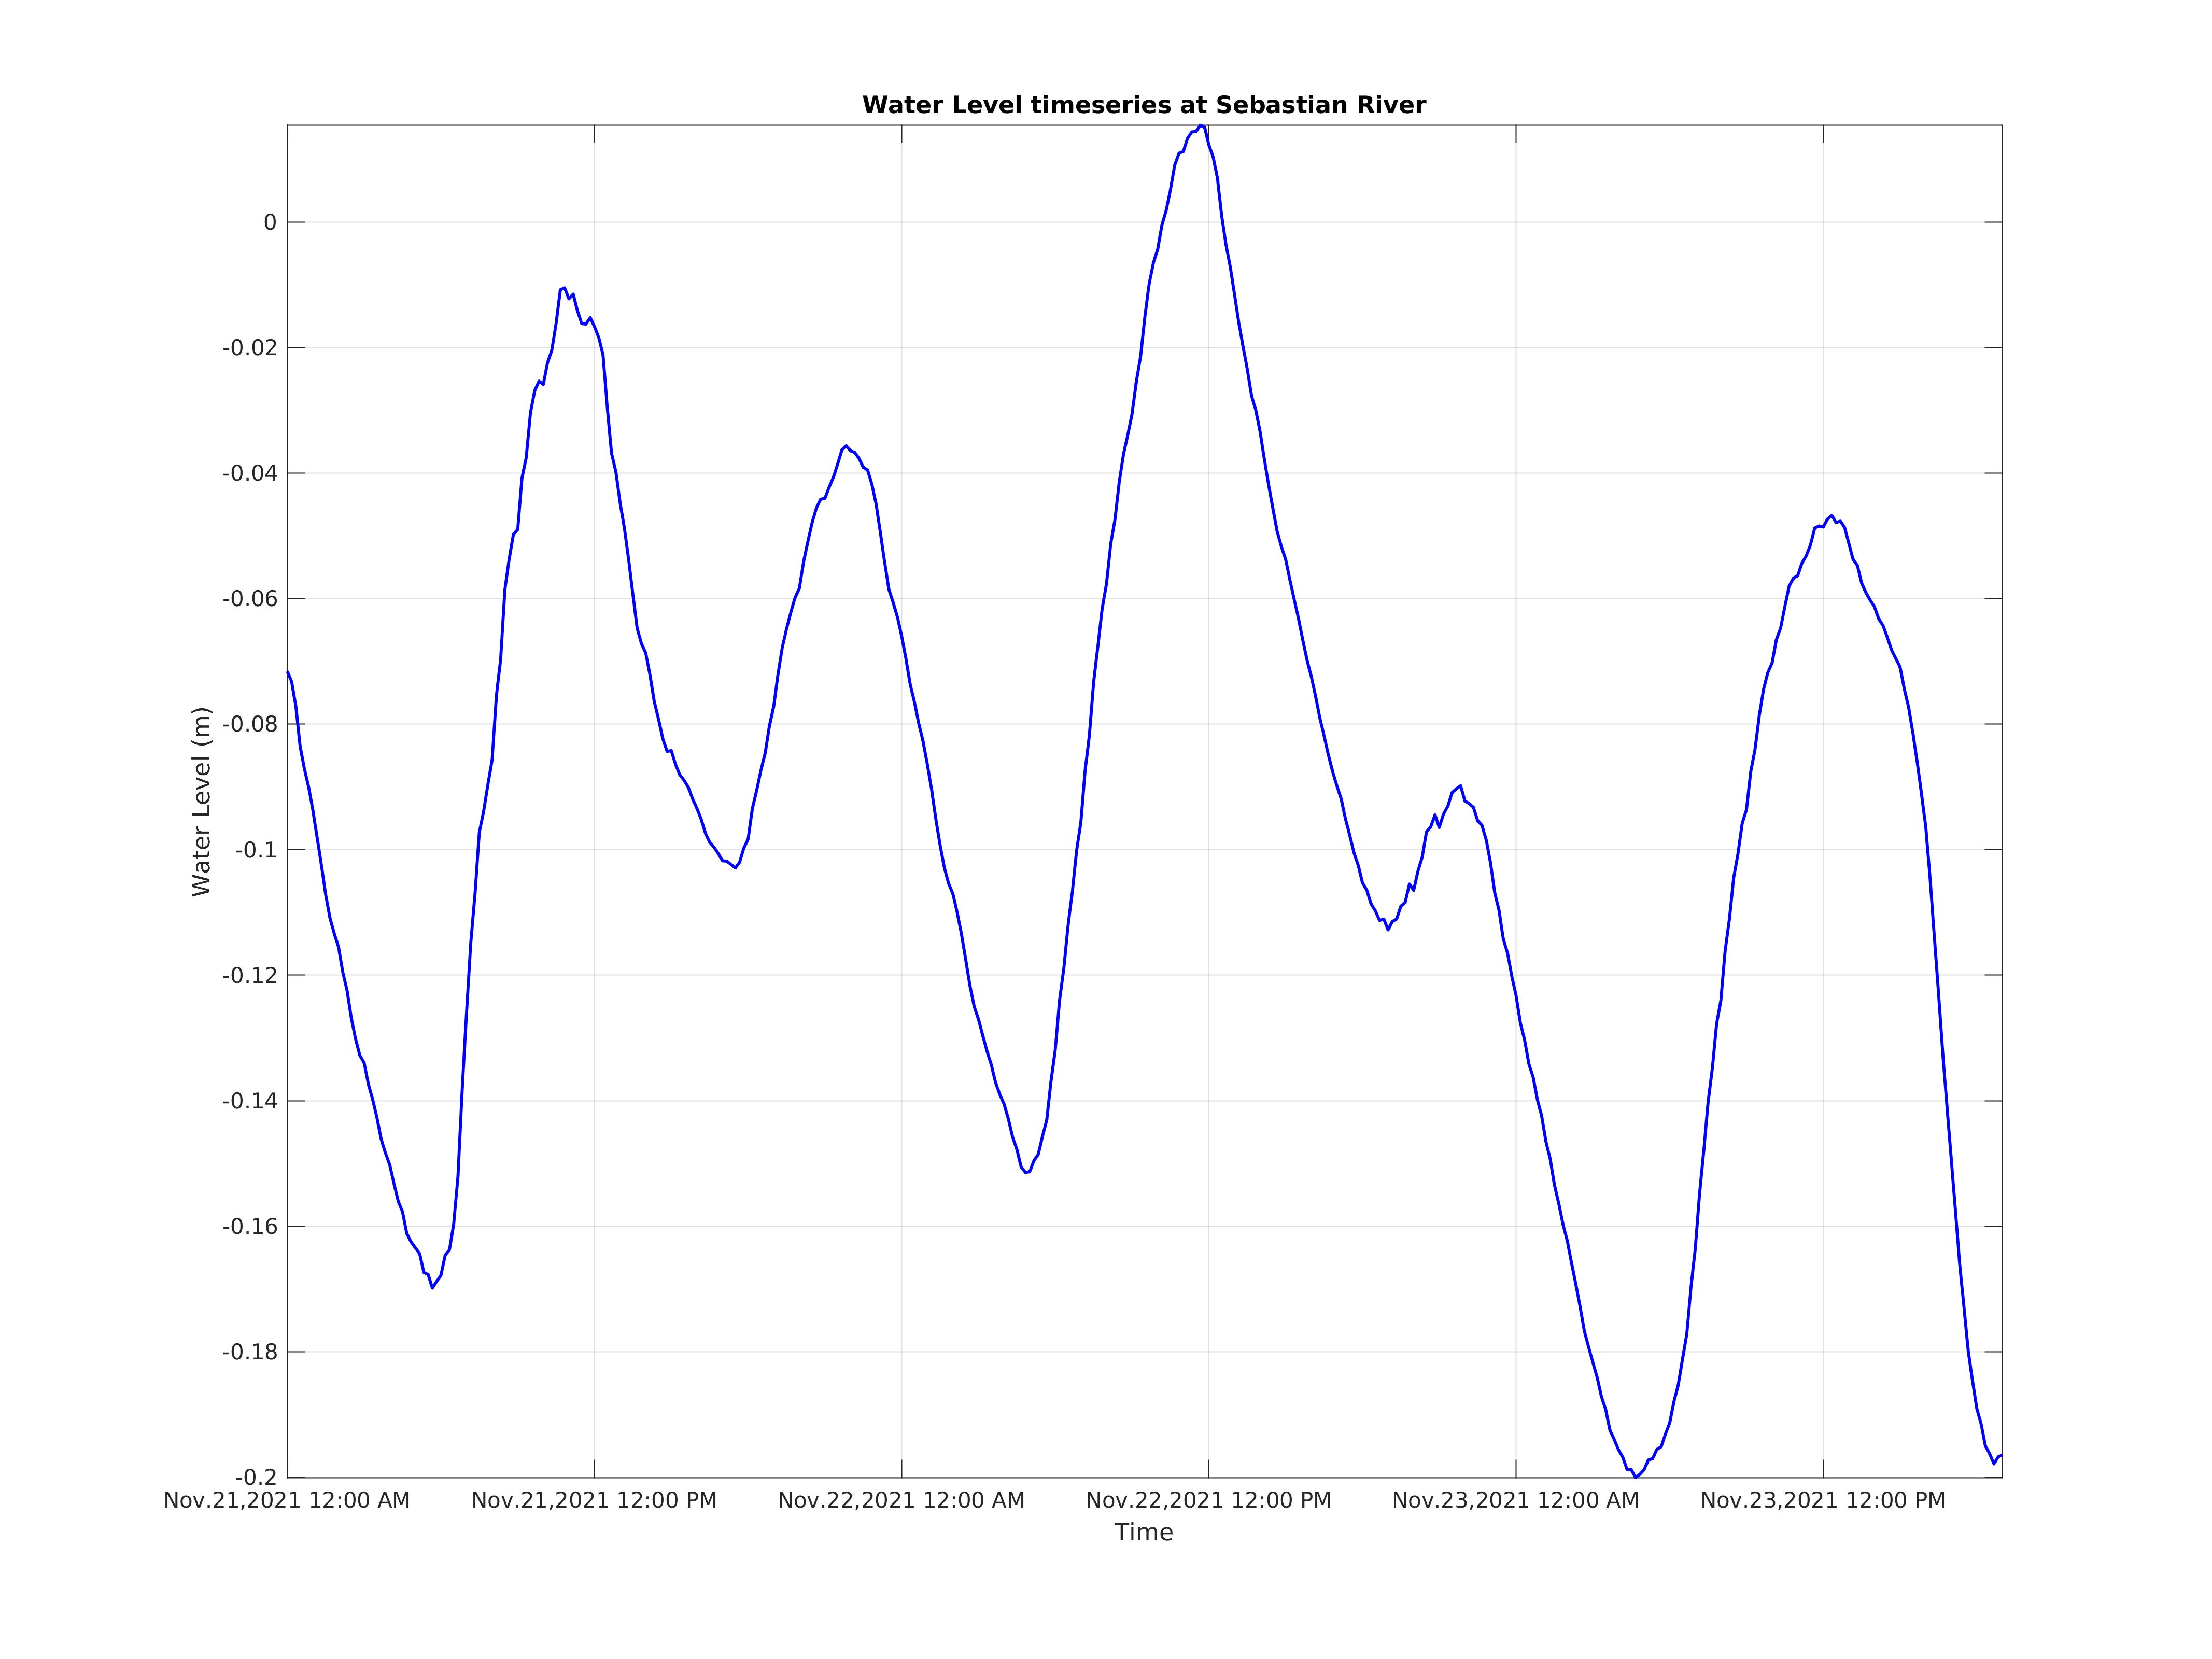 Water Level timeseries at Sebastian River
0
-0.02
-0.04
-0.06
-0.08
-0.1
-0.12
-0.14
-0.16
-0.18
-0.2
Water Level (m)
Nov.21,2021 12:00 AM Nov.21,2021 12:00 PM Nov.22,2021 12:00 AM Nov.22,2021 12:00 PM Nov.23,2021 12:00 AM Nov.23,2021 12:00 PM
Time